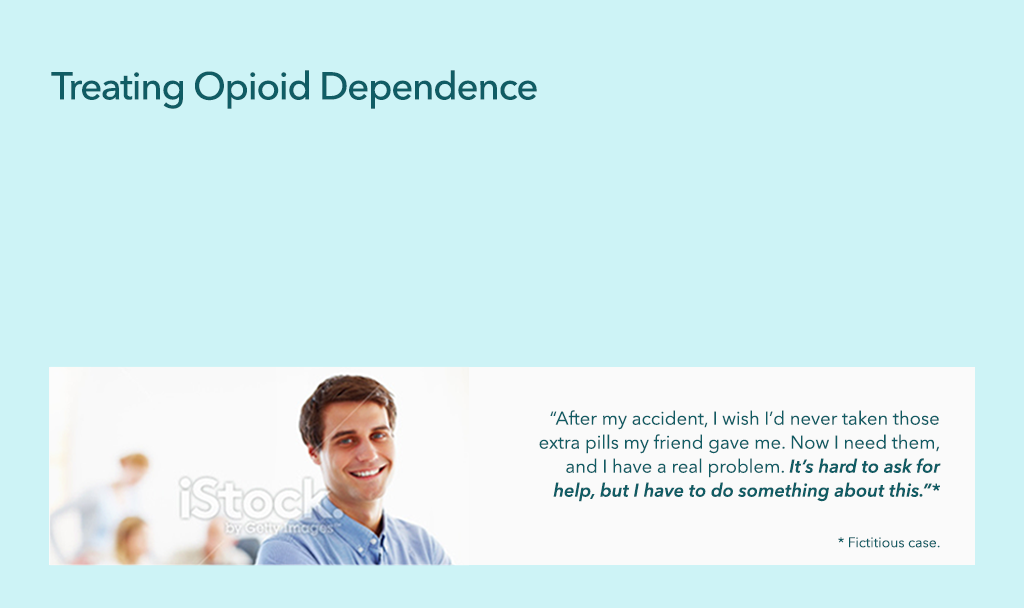 Treating Opioid Dependence
“After my accident, I wish I’d never taken those
extra pills my friend gave me. Now I need them,
and I have a real problem. It’s hard to ask for
help, but I have to do something about this.”*
iStock.
by Getty Images™
* Fictitious case.